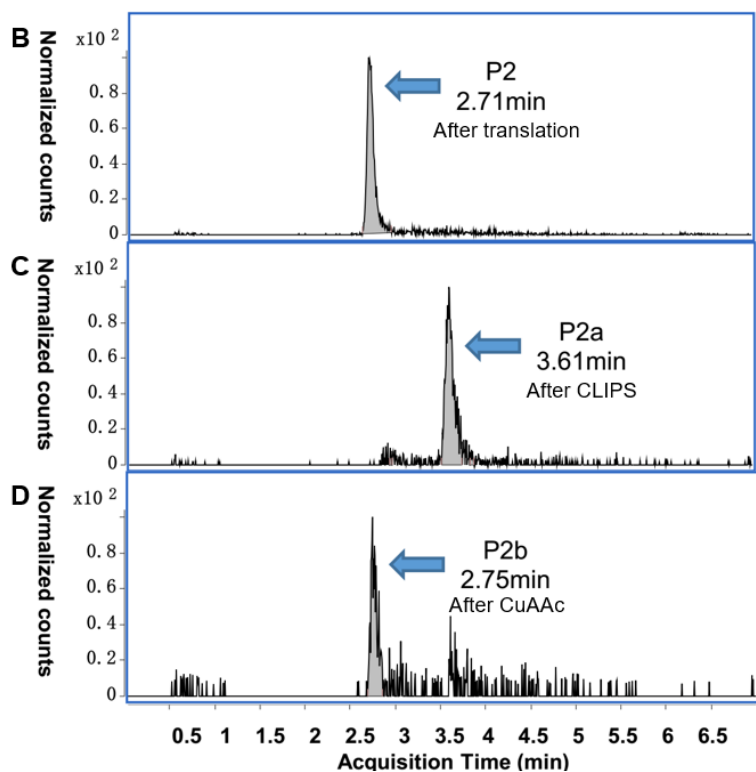 B
Normalized counts
x10 2
0.8
0.6
0.4
0.2
0
P2
2.71min
After translation
C
Normalized counts
x10 2
0.8
0.6
0.4
0.2
0
P2a
3.61min
After CLIPS
D
Normalized counts
x10 2
0.8
0.6
0.4
0.2
0
P2b
2.75min
After CuAAc
0.5 1 1.5 2 2.5 3 3.5 4 4.5 5 5.5 6 6.5
Acquisition Time (min)